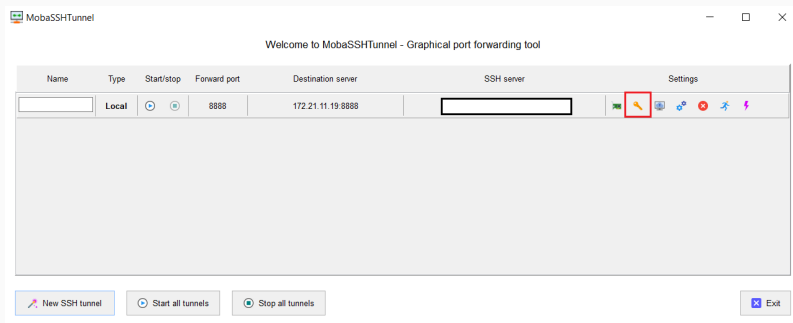 MobaSSHTunnel
Welcome to MobaSSHTunnel - Graphical port forwarding tool
Name Type Start/stop Forward port Destination server SSH server Settings
Local 8888 172.21.11.19:8888
New SSH tunnel Start all tunnels Stop all tunnels Exit